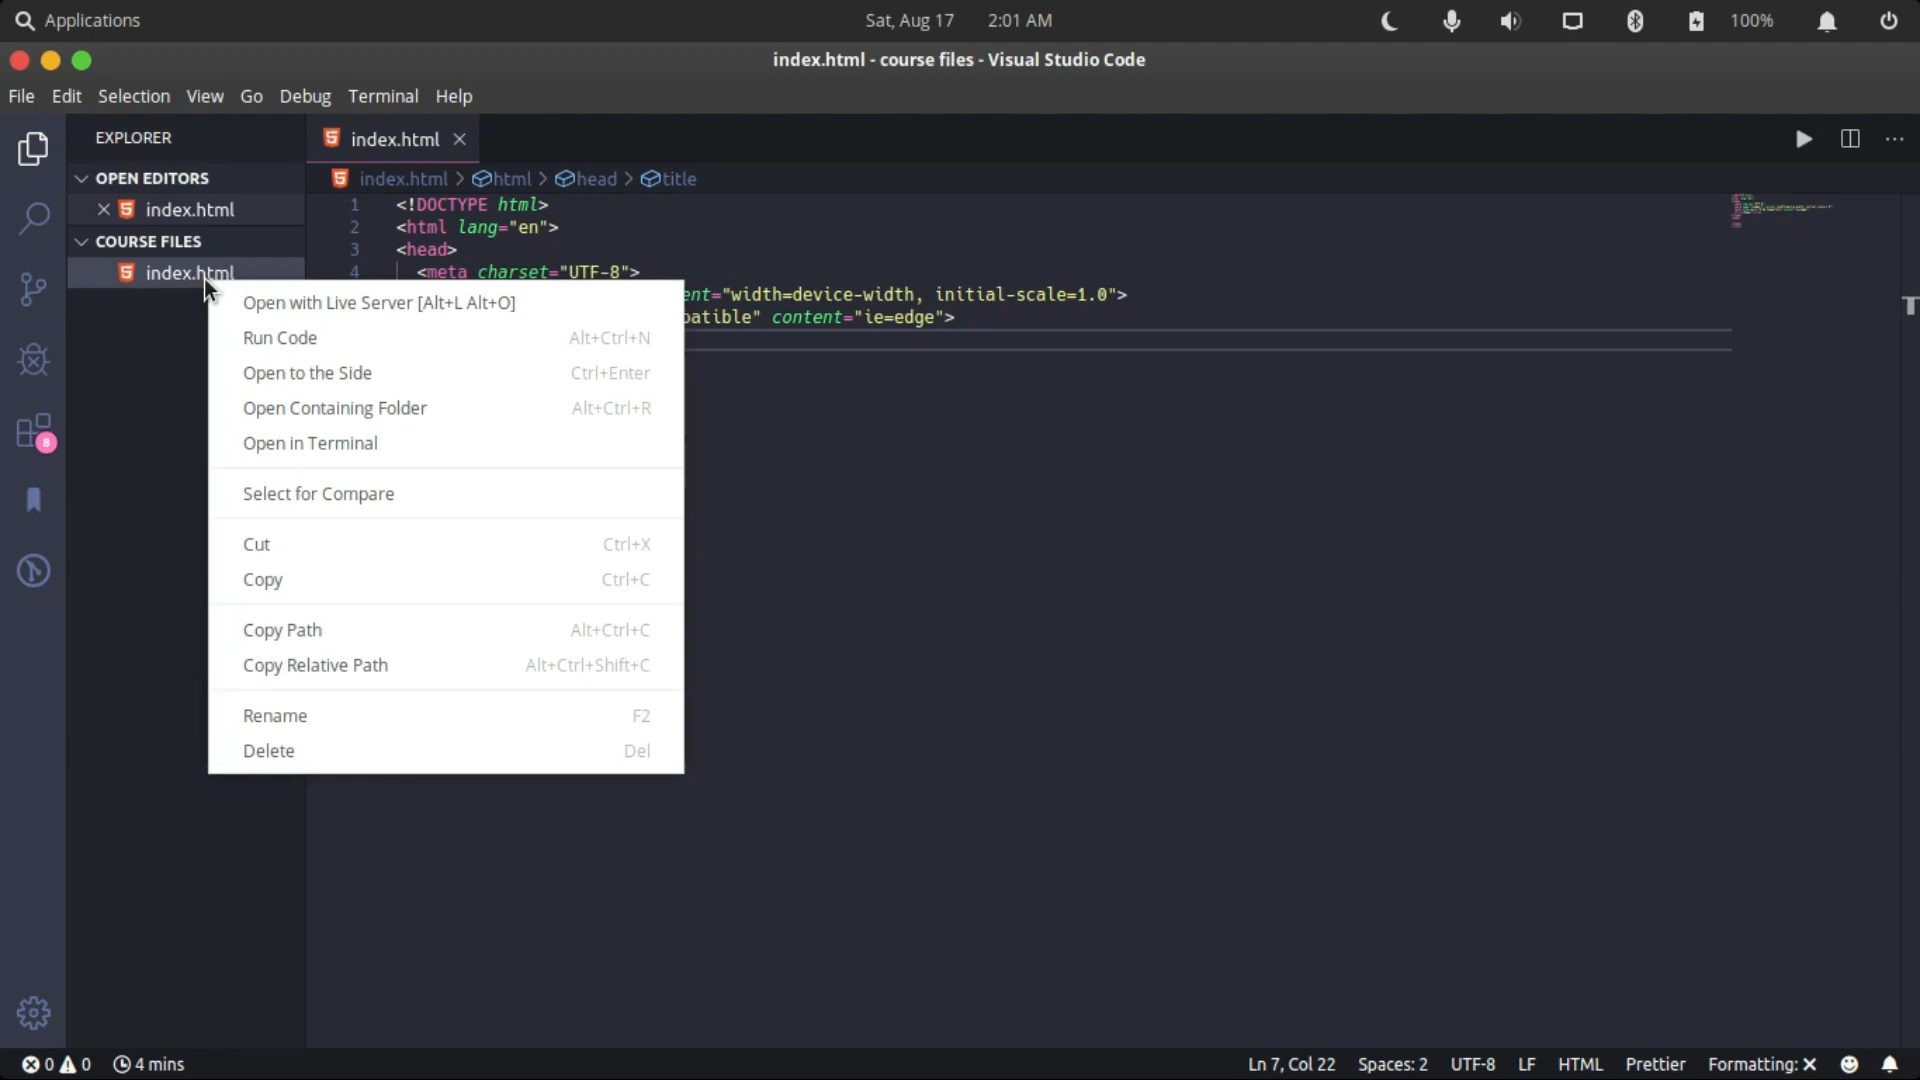 Applications
Sat, Aug 17 2:01 AM
100%
index.html - course files - Visual Studio Code
File Edit Selection View Go Debug Terminal Help
EXPLORER
index.html
OPEN EDITORS
index.html > html > head > title
index.html
COURSE FILES
index.html
1 <!DOCTYPE html>
2 <html lang="en">
3 <head>
4 <meta charset="UTF-8">
ent="width=device-width, initial-scale=1.0">
patible" content="ie=edge">
Open with Live Server [Alt+L Alt+O]
Run Code Alt+Ctrl+N
Open to the Side Ctrl+Enter
Open Containing Folder Alt+Ctrl+R
Open in Terminal
Select for Compare
Cut Ctrl+X
Copy Ctrl+C
Copy Path Alt+Ctrl+C
Copy Relative Path Alt+Ctrl+Shift+C
Rename F2
Delete Del
8
0 0 4 mins
Ln 7, Col 22 Spaces: 2 UTF-8 LF HTML Prettier Formatting: ×